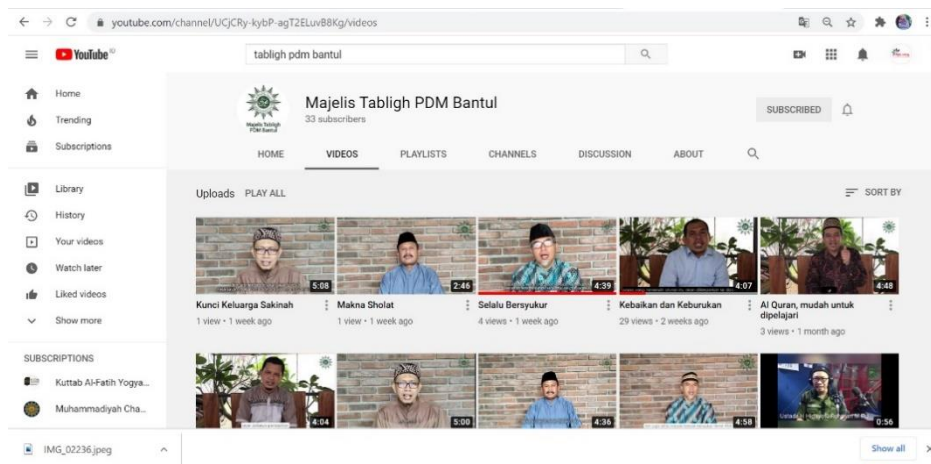 youtube.com/channel/UCjCRy-kybP-agT2ELuvB8Kg/videos
YouTube ID
tabligh pdm bantul
Home
Trending
Subscriptions
Library
History
Your videos
Watch later
Liked videos
Show more
SUBSCRIPTIONS
Kuttab Al-Fatih Yogya...
Muhammadiyah Cha...
Majelis Tabligh
PDM Bantul
Majelis Tabligh PDM Bantul
33 subscribers
SUBSCRIBED
HOME VIDEOS PLAYLISTS CHANNELS DISCUSSION ABOUT
Uploads PLAY ALL
SORT BY
5:08 2:46 4:39 4:07 4:48
Kunci Keluarga Sakinah
1 view • 1 week ago
Makna Sholat
1 view • 1 week ago
Selalu Bersyukur
4 views • 1 week ago
Kebaikan dan Keburukan
29 views • 2 weeks ago
Al Quran, mudah untuk
dipelajari
3 views • 1 month ago
4:04 5:00 4:36 4:58 0:56
IMG_02236.jpeg
Show all